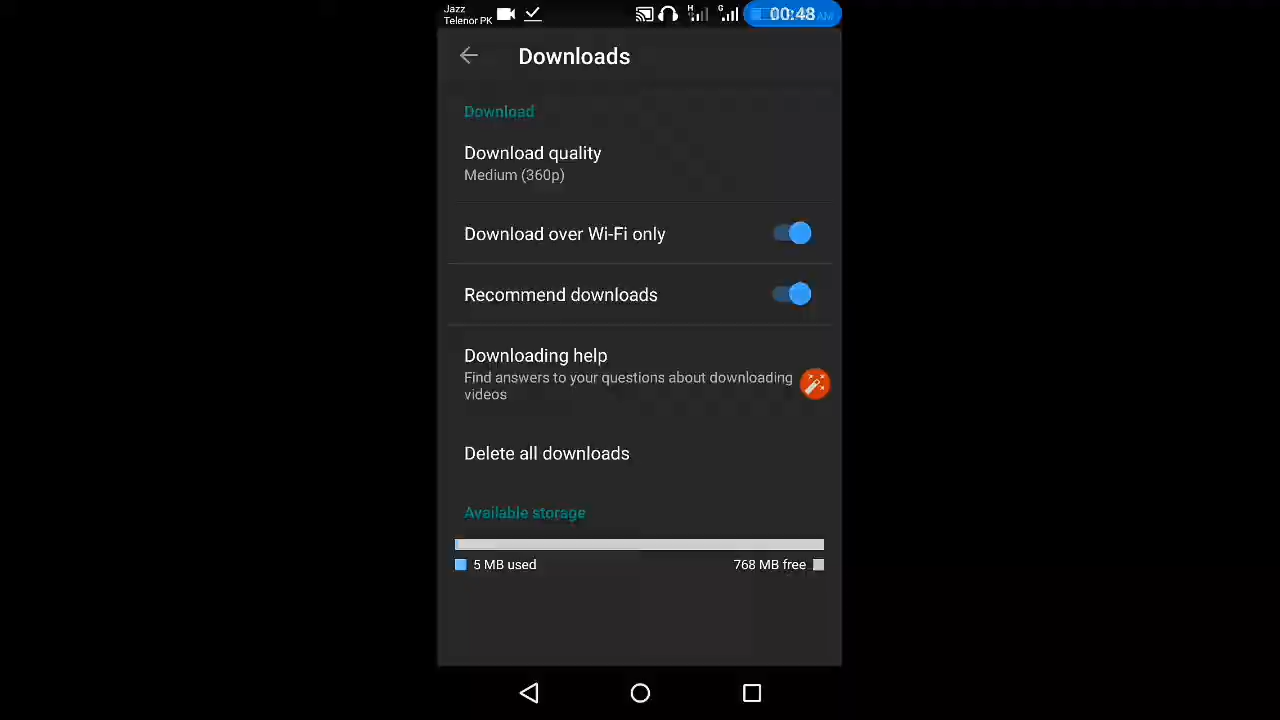 Jazz
Telenor PK
H
G
00:48
AM
Downloads
Download
Download quality
Medium (360p)
Download over Wi-Fi only
Recommend downloads
Downloading help
Find answers to your questions about downloading
videos
Delete all downloads
Available storage
5 MB used
768 MB free